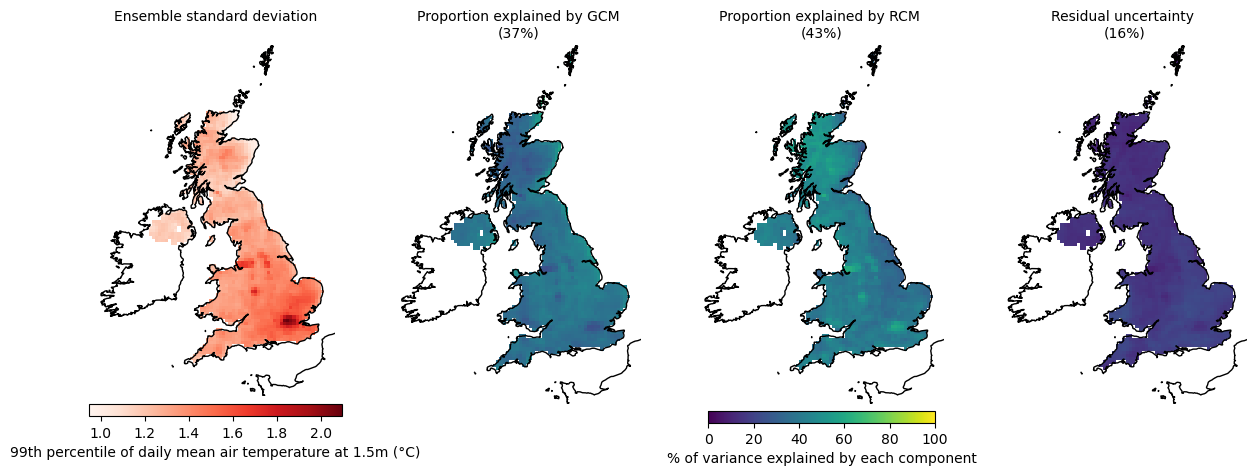 Ensemble standard deviation
Proportion explained by GCM
(37%)
Proportion explained by RCM
(43%)
Residual uncertainty
(16%)
1.0 1.2 1.4 1.6 1.8 2.0
99th percentile of daily mean air temperature at 1.5m (°C)
0 20 40 60 80 100
% of variance explained by each component